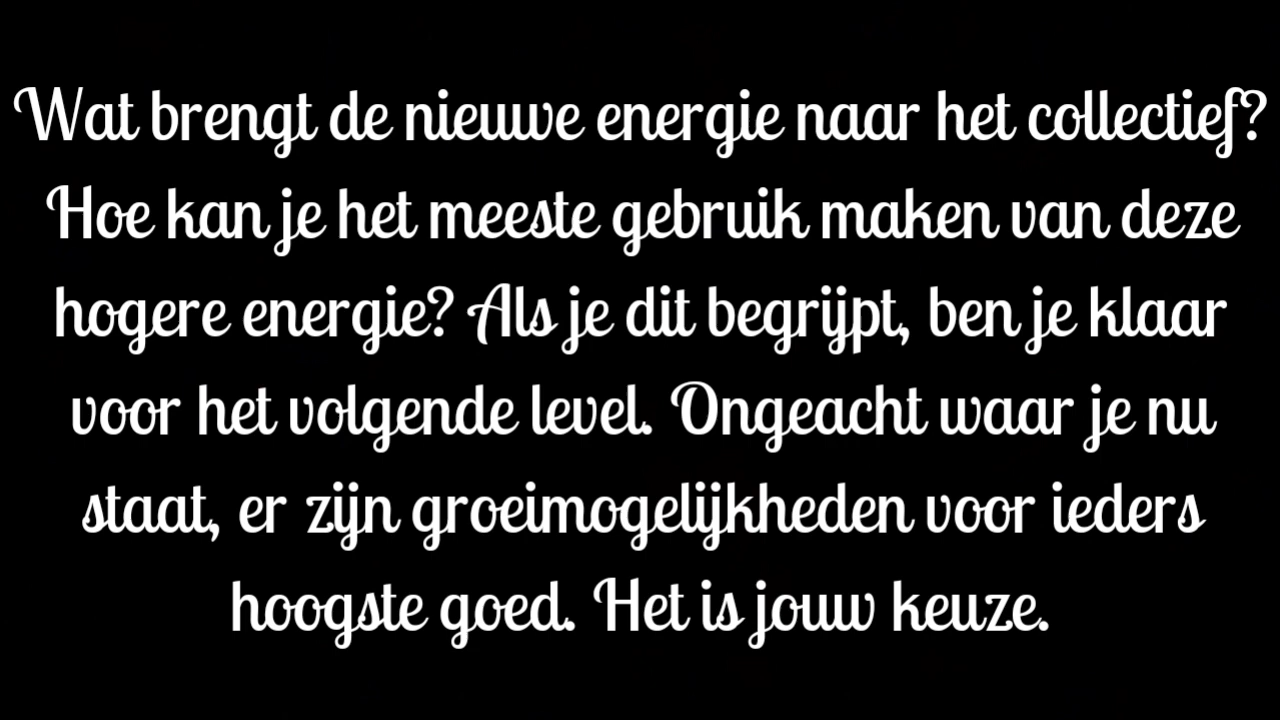 Wat brengt de nieuwe energie naar het collectief?
Hoe kan je het meeste gebruik maken van deze
hogere energie? Als je dit begrijpt, ben je klaar
voor het volgende level. Ongeacht waar je nu
staat, er zijn groeimogelijkheden voor ieders
hoogste goed. Het is jouw keuze.